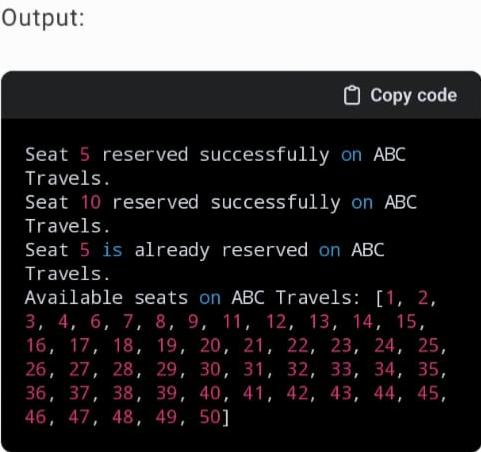 Output:
Copy code
Seat 5 reserved successfully on ABC
Travels.
Seat 10 reserved successfully on ABC
Travels.
Seat 5 is already reserved on ABC
Travels.
Available seats on ABC Travels: [1, 2,
3, 4, 6, 7, 8, 9, 11, 12, 13, 14, 15,
16, 17, 18, 19, 20, 21, 22, 23, 24, 25,
26, 27, 28, 29, 30, 31, 32, 33, 34, 35,
36, 37, 38, 39, 40, 41, 42, 43, 44, 45,
46, 47, 48, 49, 50]